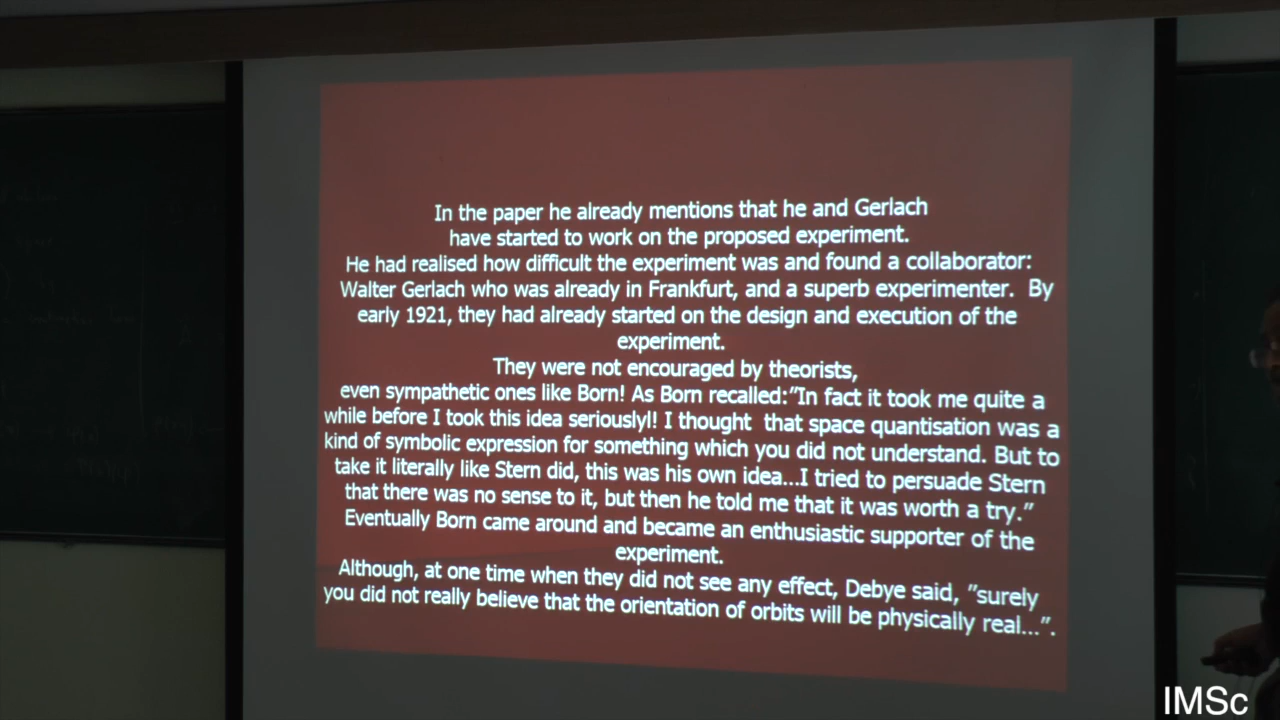 In the paper he already mentions that he and Gerlach
have started to work on the proposed experiment.
He had realised how difficult the experiment was and found a collaborator:
Walter Gerlach who was already in Frankfurt, and a superb experimenter. By
early 1921, they had already started on the design and execution of the
experiment.
They were not encouraged by theorists,
even sympathetic ones like Born! As Born recalled:"In fact it took me quite a
while before I took this idea seriouslyl! I thought that space quantisation was a
kind of symbolic expression for something which you did not understand. But to
take it literally like Stern did, this was his own idea...I tried to persuade Stern
that there was no sense to it, but then he told me that it was worth a try."
Eventually Born came around and became an enthusiastic supporter of the
experiment.
Although, at one time when they did not see any effect, Debye said, "surely
you did not really believe that the orientation of orbits will be physically real...".
IMSc